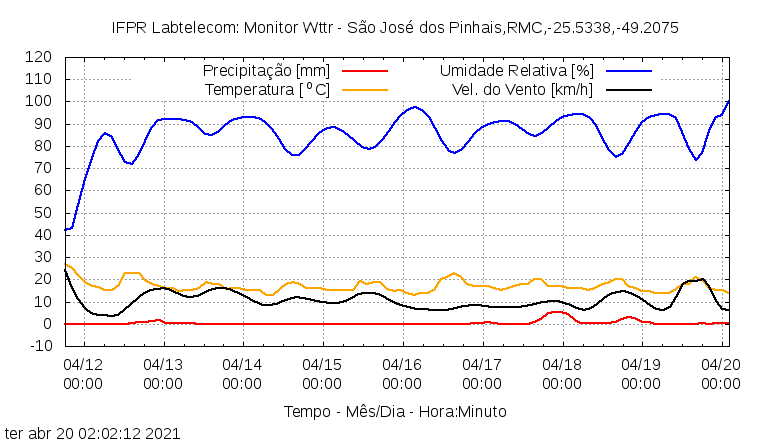 IFPR Labtelecom: Monitor Wttr - São José dos Pinhais,RMC,-25.5338,-49.2075
Precipitação [mm] Umidade Relativa [%]
Temperatura [ ⁰C] Vel. do Vento [km/h]
120
110
100
90
80
70
60
50
40
30
20
10
0
-10
04/12 04/13 04/14 04/15 04/16 04/17 04/18 04/19 04/20
00:00 00:00 00:00 00:00 00:00 00:00 00:00 00:00 00:00
Tempo - Mês/Dia - Hora:Minuto
ter abr 20 02:02:12 2021